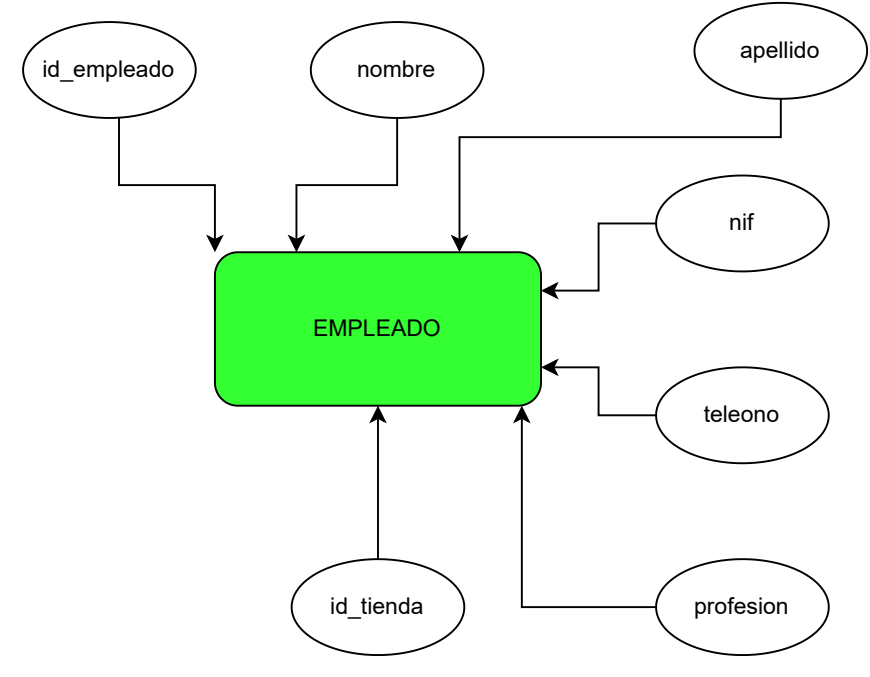 id_empleado
nombre
apellido
nif
EMPLEADO
teleono
id_tienda
profesion